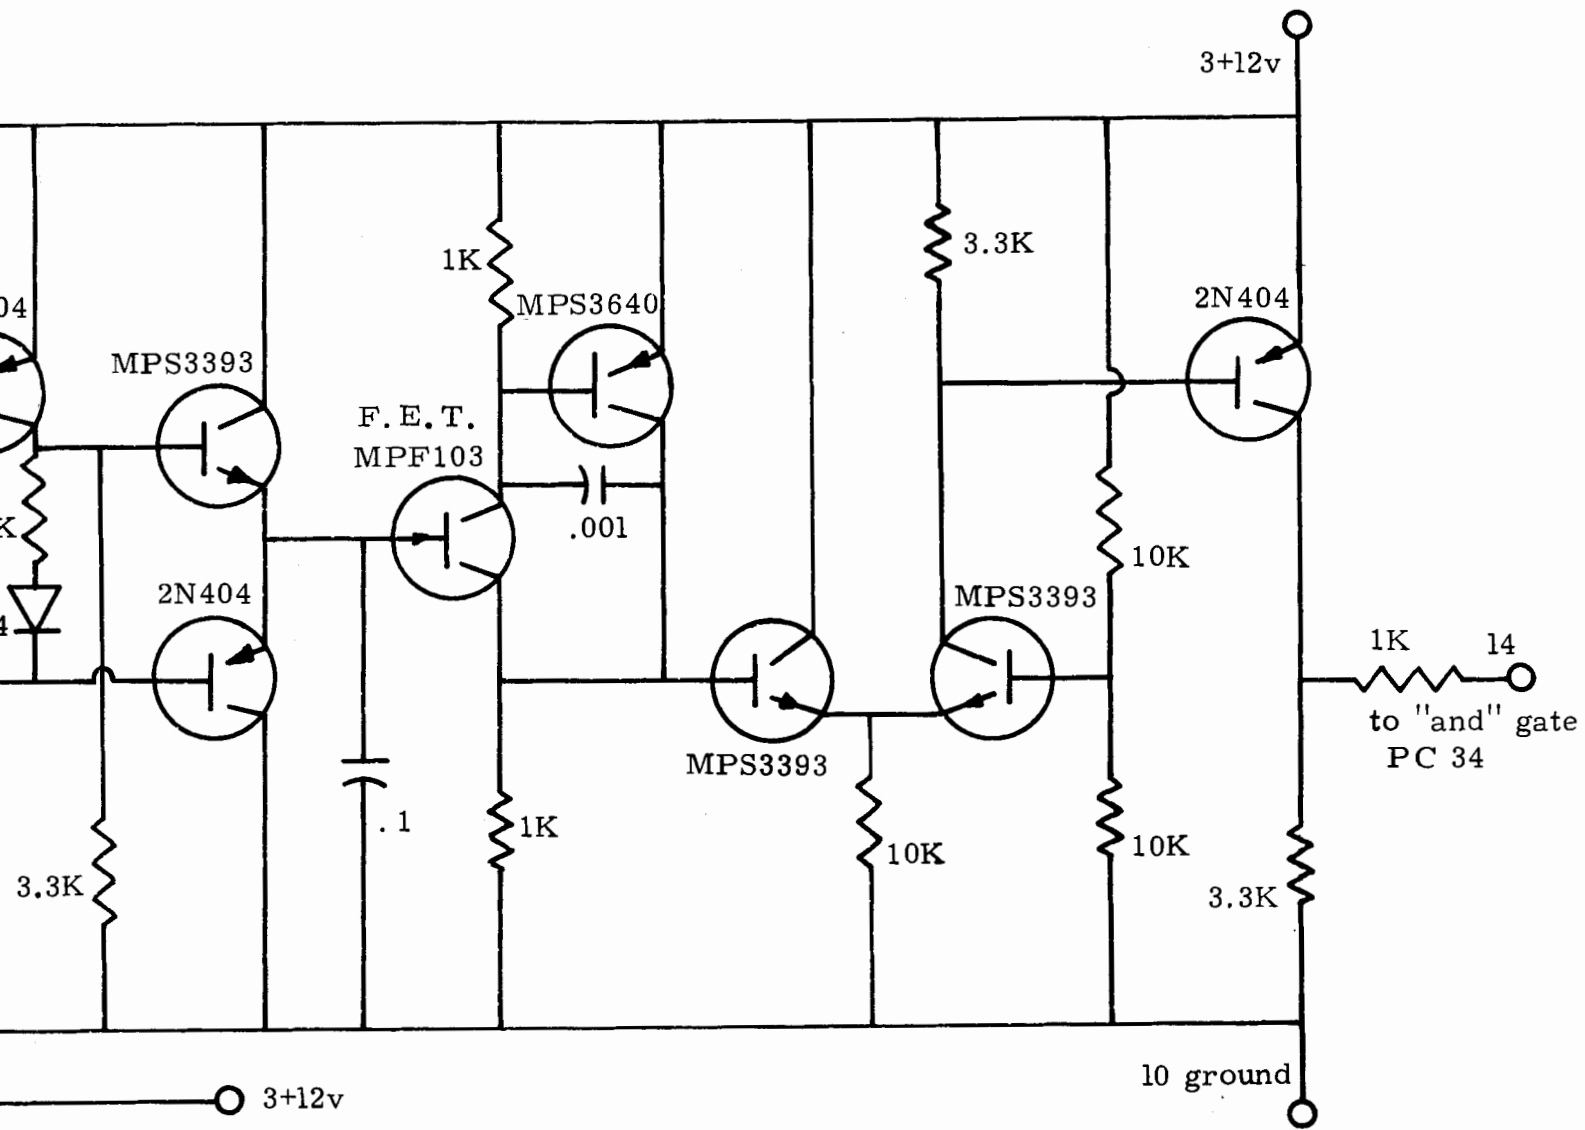 3+12v
1K
3.3K
04
MPS3640
2N404
MPS3393
F.E.T.
MPF103
.001
K
10K
2N404
MPS3393
4
1K
14
to "and" gate
PC 34
MPS3393
.1
1K
10K
10K
3.3K
3.3K
10 ground
3+12v